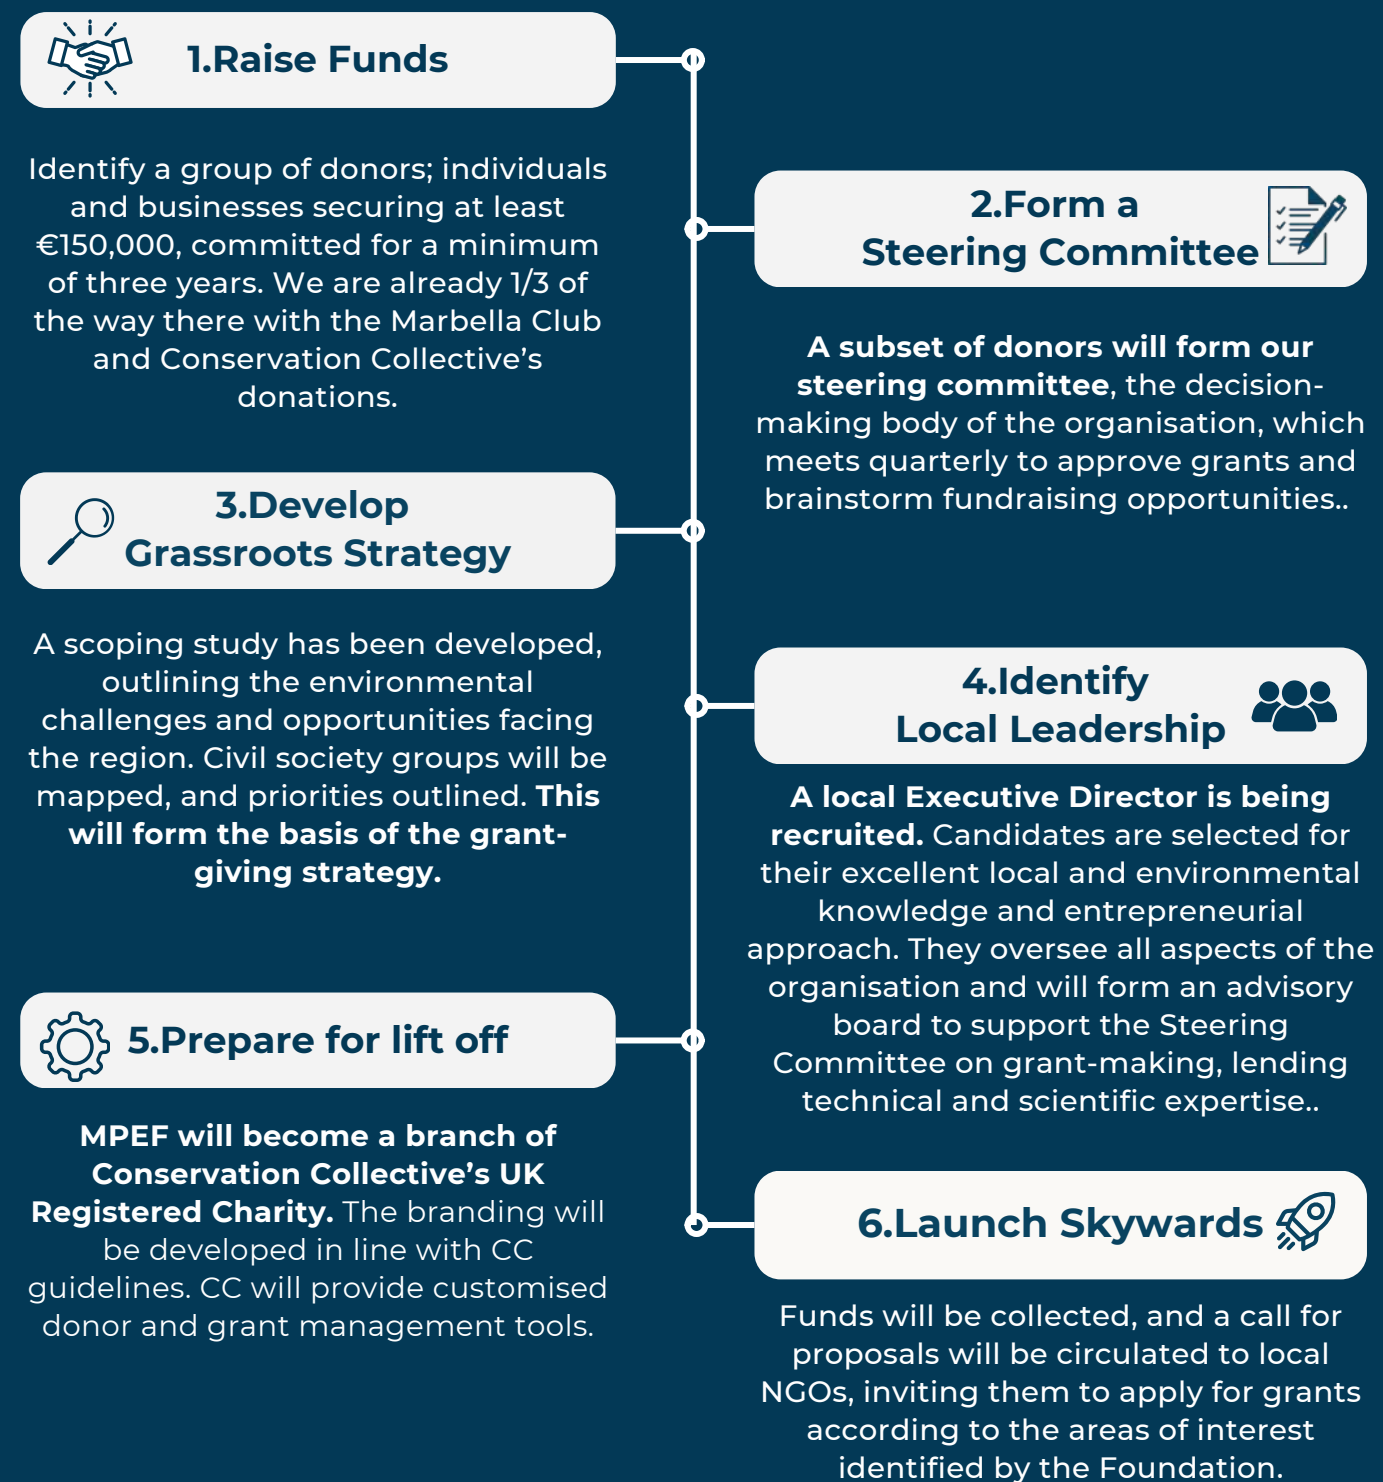 1.Raise Funds
Identify a group of donors; individuals
and businesses securing at least
€150,000, committed for a minimum
of three years. We are already 1/3 of
the way there with the Marbella Club
and Conservation Collective’s
donations.
2.Form a
Steering Committee
A subset of donors will form our
steering committee, the decision-
making body of the organisation, which
meets quarterly to approve grants and
brainstorm fundraising opportunities..
3.Develop
Grassroots Strategy
A scoping study has been developed,
outlining the environmental
challenges and opportunities facing
the region. Civil society groups will be
mapped, and priorities outlined. This
will form the basis of the grant-
giving strategy.
4.Identify
Local Leadership
A local Executive Director is being
recruited. Candidates are selected for
their excellent local and environmental
knowledge and entrepreneurial
approach. They oversee all aspects of the
organisation and will form an advisory
board to support the Steering
Committee on grant-making, lending
technical and scientific expertise..
5.Prepare for lift off
MPEF will become a branch of
Conservation Collective’s UK
Registered Charity. The branding will
be developed in line with CC
guidelines. CC will provide customised
donor and grant management tools.
6.Launch Skywards
Funds will be collected, and a call for
proposals will be circulated to local
NGOs, inviting them to apply for grants
according to the areas of interest
identified by the Foundation.